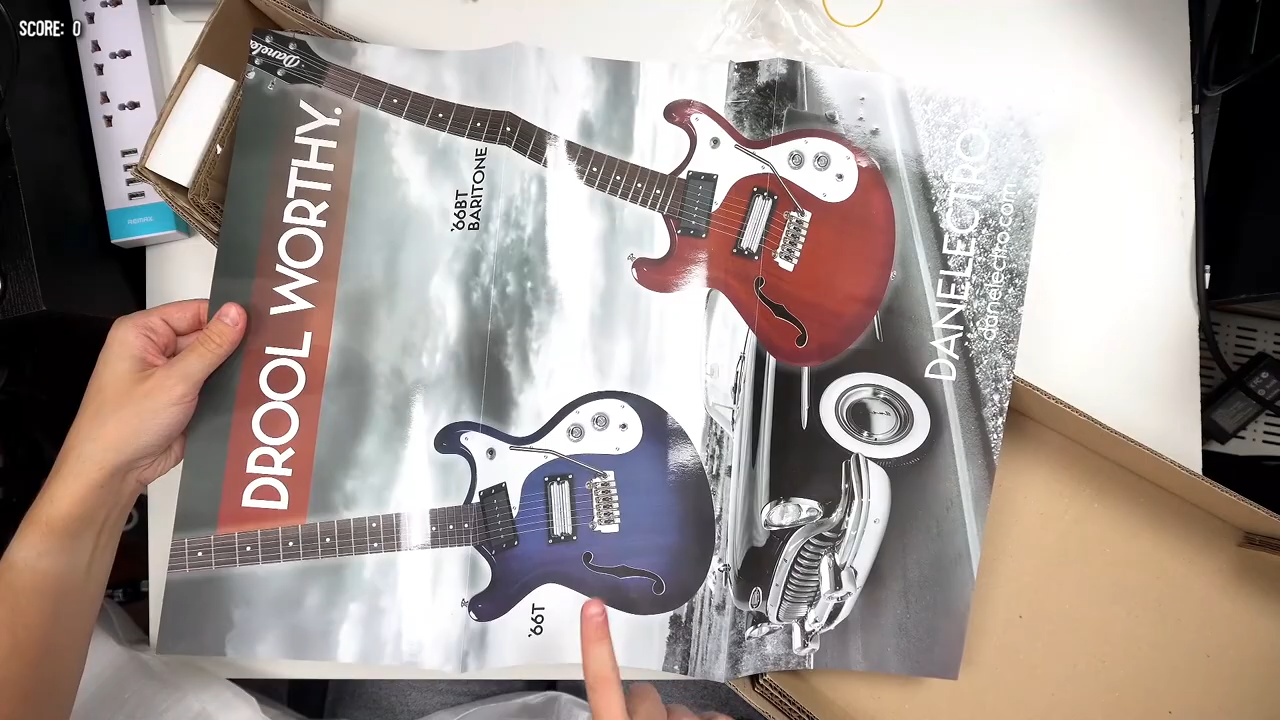 SCORE: 0
DROOL WORTHY.
'66BT
BARITONE
'66T
DANELECTRO
danelectro.com